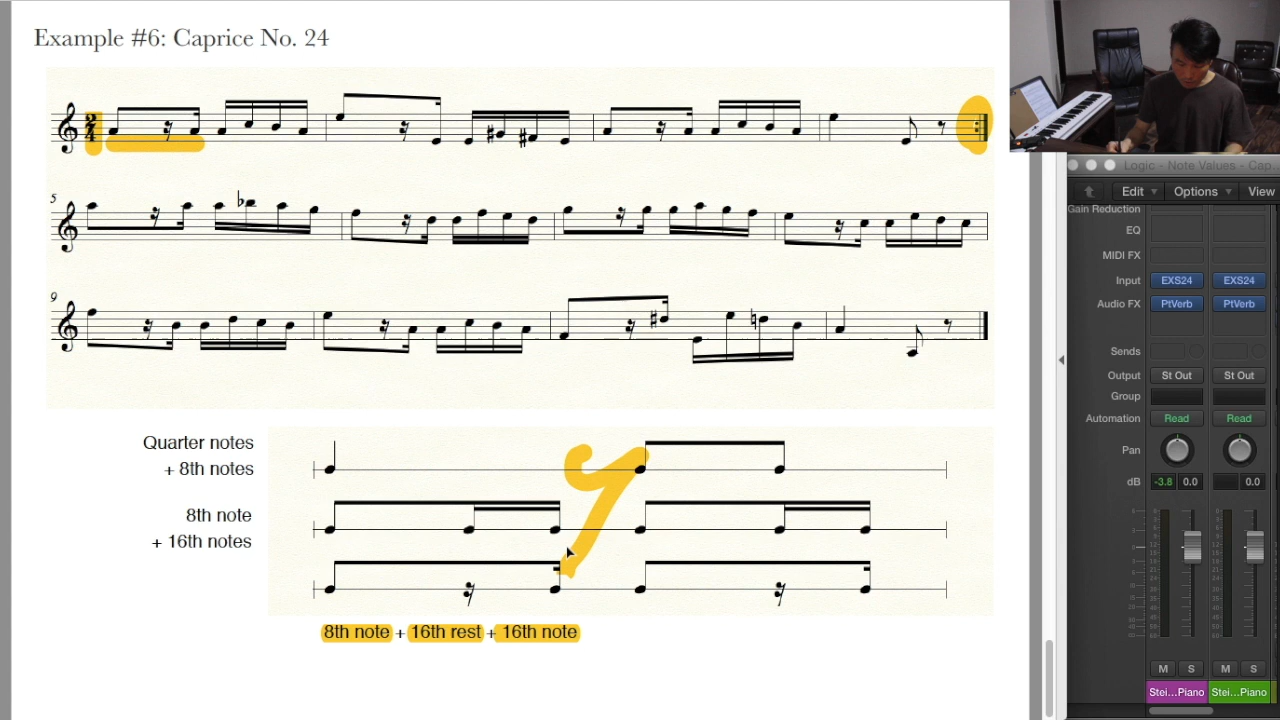 Example #6: Caprice No. 24
2
4
5
9
Quarter notes
+ 8th notes
8th note
+ 16th notes
8th note + 16th rest + 16th note
Logic - Note Values - Cap
Edit Options View
Gain Reduction
EQ
MIDI FX
Input EXS24 EXS24
Audio FX PtVerb PtVerb
Sends
Output St Out St Out
Group
Automation Read Read
Pan
dB -3.8 0.0 0.0
M S M S
Stei...Piano Stei...Piano